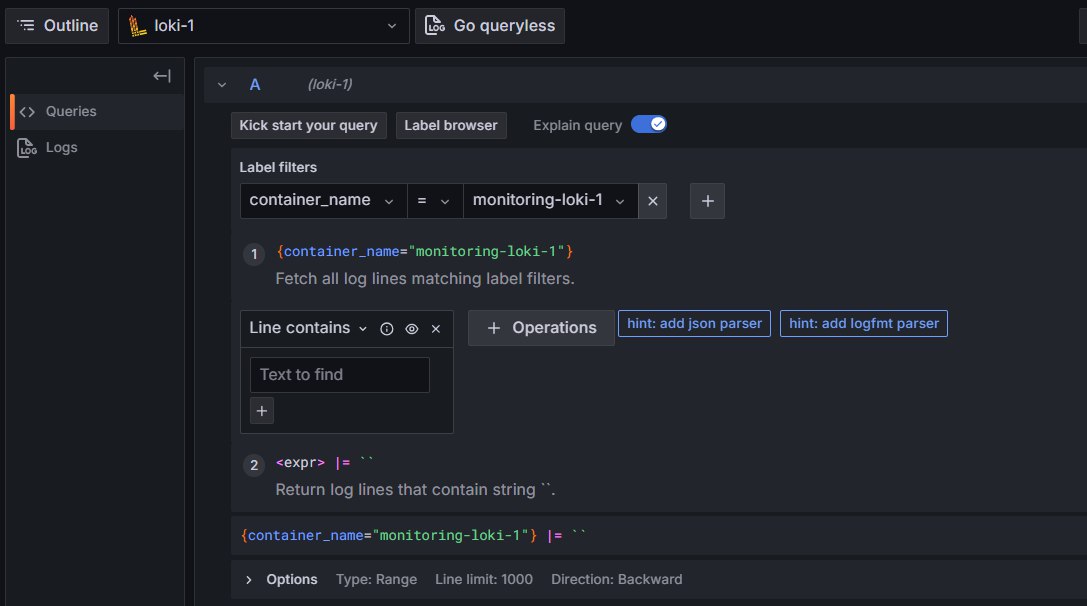 Outline loki-1 Go queryless
A (loki-1)
Queries
Logs
LOG
Kick start your query Label browser Explain query
Label filters
container_name = monitoring-loki-1
1 {container_name="monitoring-loki-1"}
Fetch all log lines matching label filters.
Line contains + Operations hint: add json parser hint: add logfmt parser
Text to find
+
2 <expr> |= ``
Return log lines that contain string ``.
{container_name="monitoring-loki-1"} |= ``
Options Type: Range Line limit: 1000 Direction: Backward